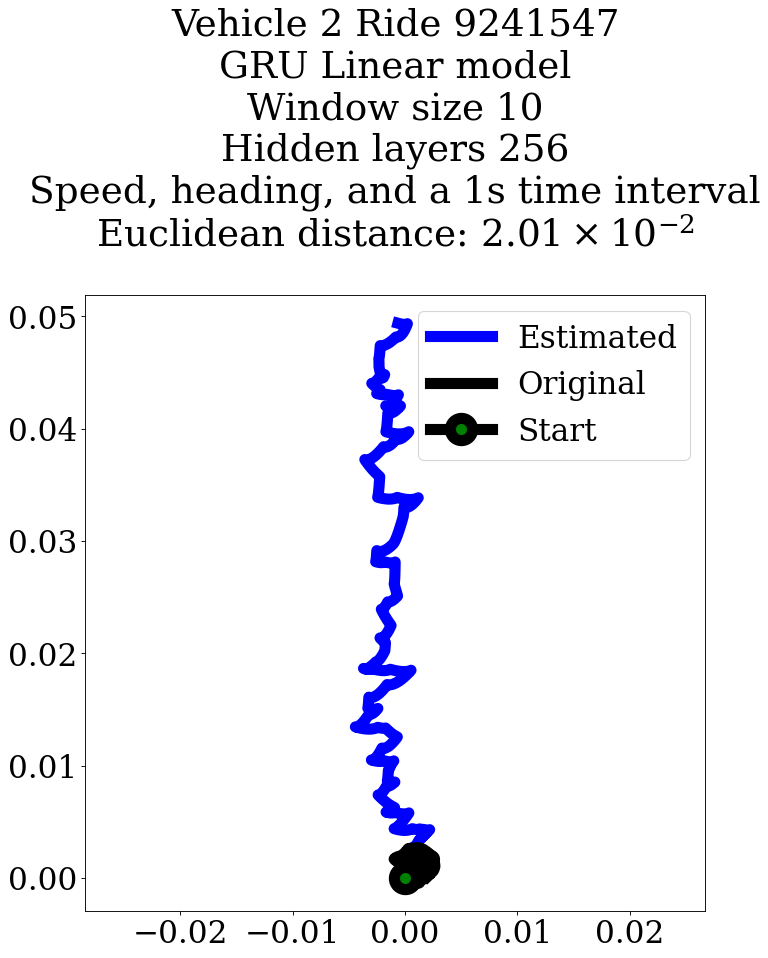 Vehicle 2 Ride 9241547
GRU Linear model
Window size 10
Hidden layers 256
Speed, heading, and a 1s time interval
Euclidean distance: 2.01 × 10⁻²
Estimated
Original
Start
0.05
0.04
0.03
0.02
0.01
0.00
−0.02 −0.01 0.00 0.01 0.02